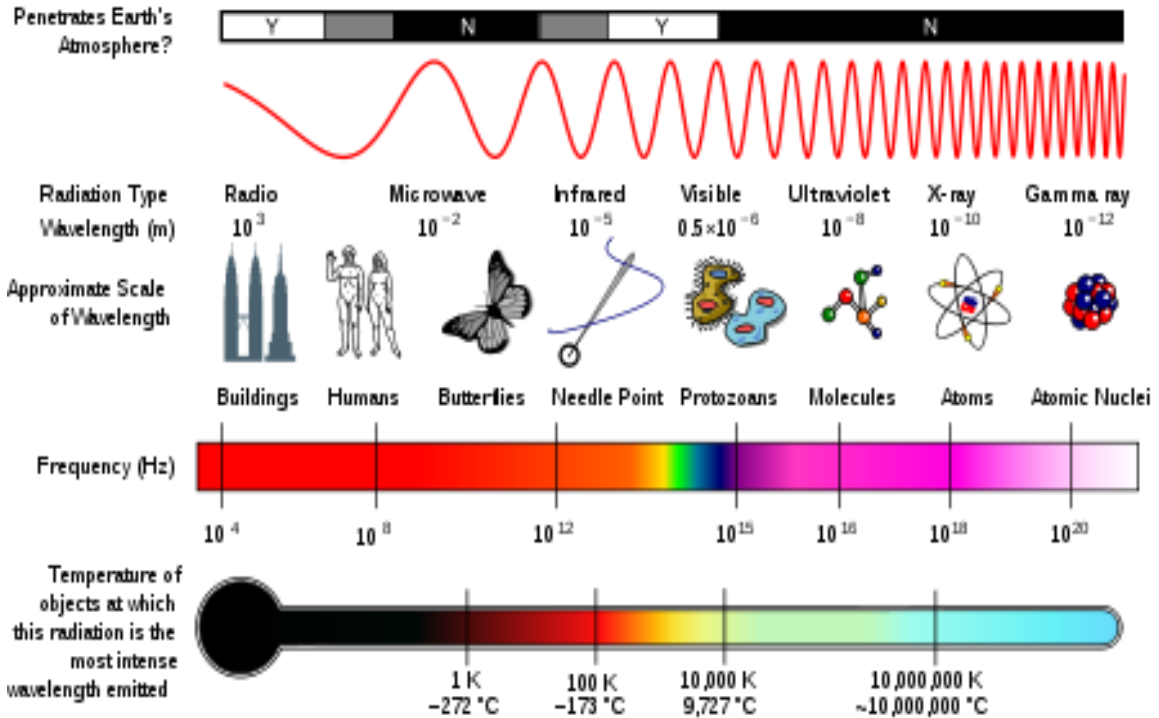 Penetrates Earth's
Atmosphere?
Y N Y N
Radiation Type
Radio Microwave Infrared Visible Ultraviolet X-ray Gamma ray
Wavelength (m)
10³ 10⁻² 10⁻⁵ 0.5×10⁻⁶ 10⁻⁸ 10⁻¹⁰ 10⁻¹²
Approximate Scale
of Wavelength
Buildings Humans Butterflies Needle Point Protozoans Molecules Atoms Atomic Nuclei
Frequency (Hz)
10⁴ 10⁸ 10¹² 10¹⁵ 10¹⁶ 10¹⁸ 10²⁰
Temperature of
objects at which
this radiation is the
most intense
wavelength emitted
1 K 100 K 10,000 K 10,000,000 K
−272 °C −173 °C 9,727 °C ~10,000,000 °C